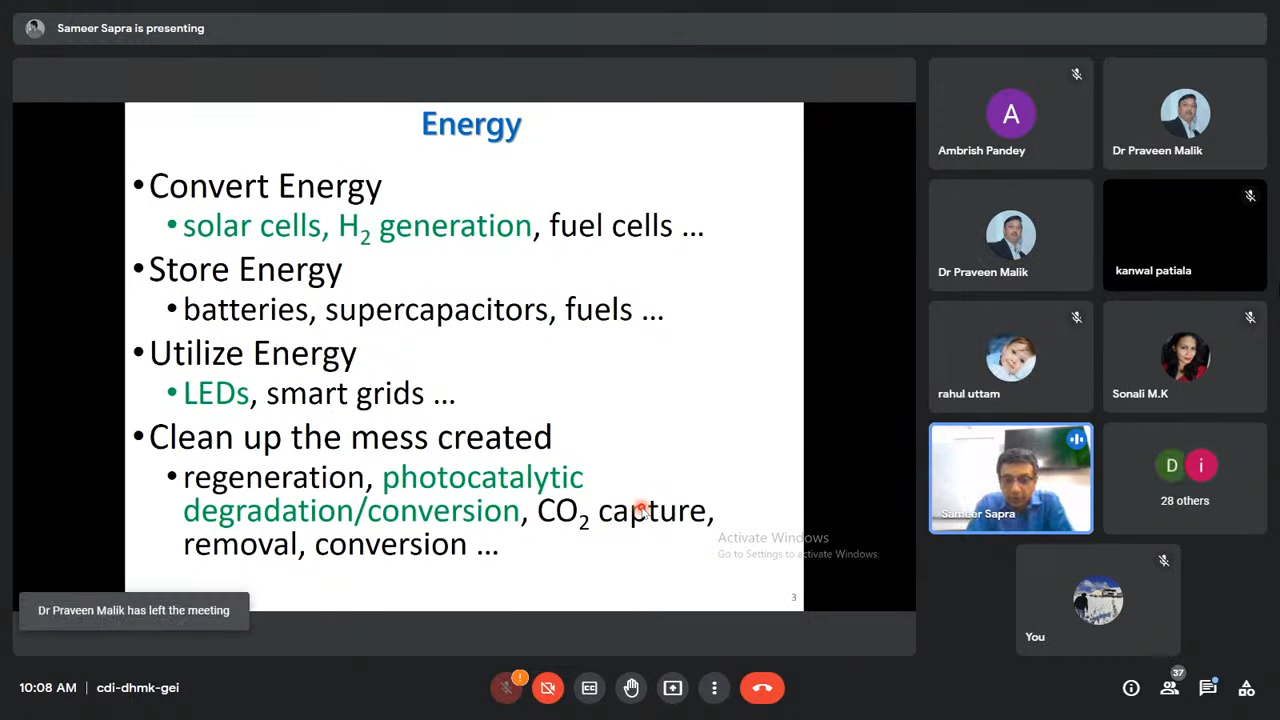 Sameer Sapra is presenting
Energy
•Convert Energy
•solar cells, H₂ generation, fuel cells ...
•Store Energy
•batteries, supercapacitors, fuels ...
•Utilize Energy
•LEDs, smart grids ...
•Clean up the mess created
•regeneration, photocatalytic
degradation/conversion, CO₂ capture,
removal, conversion ...
Activate Windows
Go to Settings to activate Windows.
3
Dr Praveen Malik has left the meeting
A
Ambrish Pandey
Dr Praveen Malik
Dr Praveen Malik
kanwal patiala
rahul uttam
Sonali M.K
Sameer Sapra
D i
28 others
You
10:08 AM | cdi-dhmk-gei
37